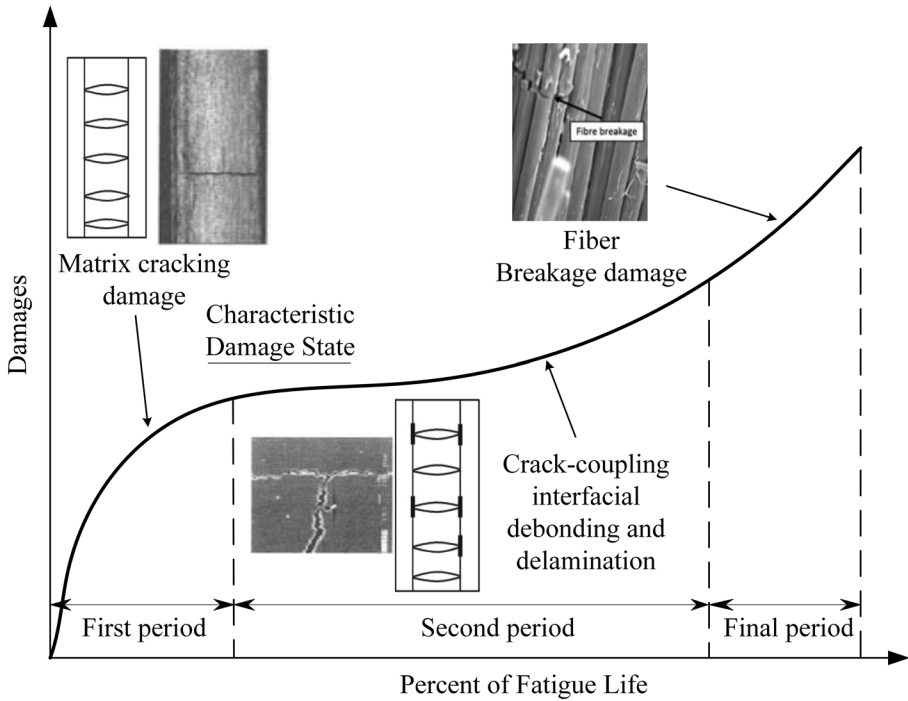 Fibre breakage
Fiber
Breakage damage
Matrix cracking
damage
Characteristic
Damage State
Damages
Crack-coupling
interfacial
debonding and
delamination
First period
Second period
Final period
Percent of Fatigue Life